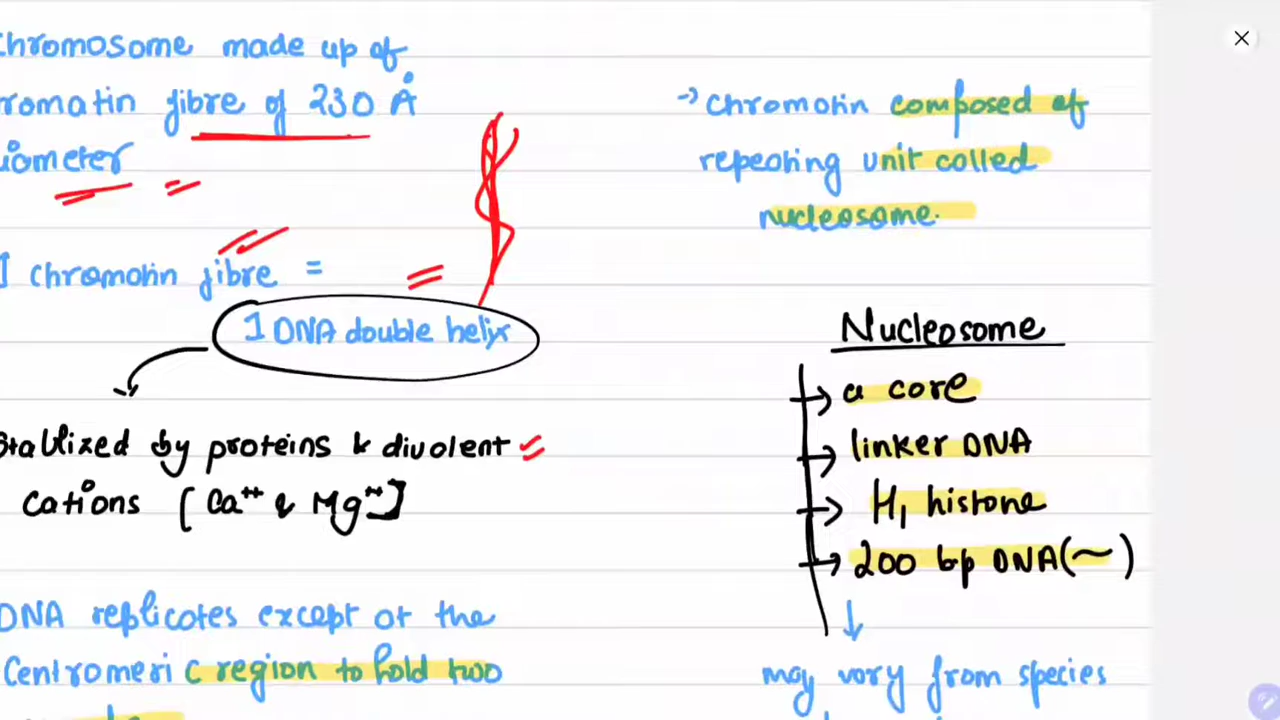 Chromosome made up of
romatin fibre of 230 Å
diameter
1 chromatin fibre =
1 DNA double helix
Stablized by proteins & divalent
cations [Ca⁺⁺ & Mg⁺⁺]
DNA replicates except at the
Centromeric region to hold two
→ chromatin composed of
repeating unit called
nucleosome.
Nucleosome
→ a core
→ linker DNA
→ H₁ histone
→ 200 bp DNA(~)
↓
may vary from species